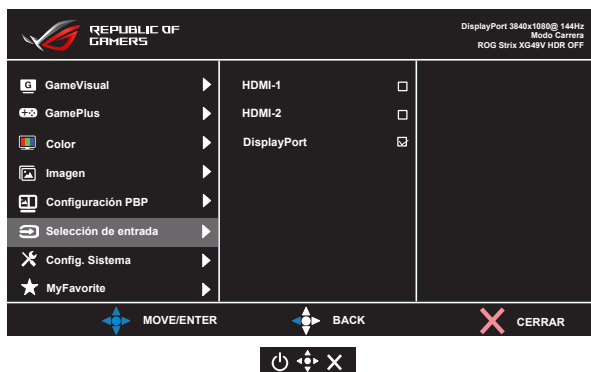 REPUBLIC OF
GAMERS
DisplayPort 3840x1080@ 144Hz
Modo Carrera
ROG Strix XG49V HDR OFF
G GameVisual
GamePlus
Color
Imagen
Configuración PBP
Selección de entrada
Config. Sistema
MyFavorite
HDMI-1
HDMI-2
DisplayPort
MOVE/ENTER
BACK
CERRAR